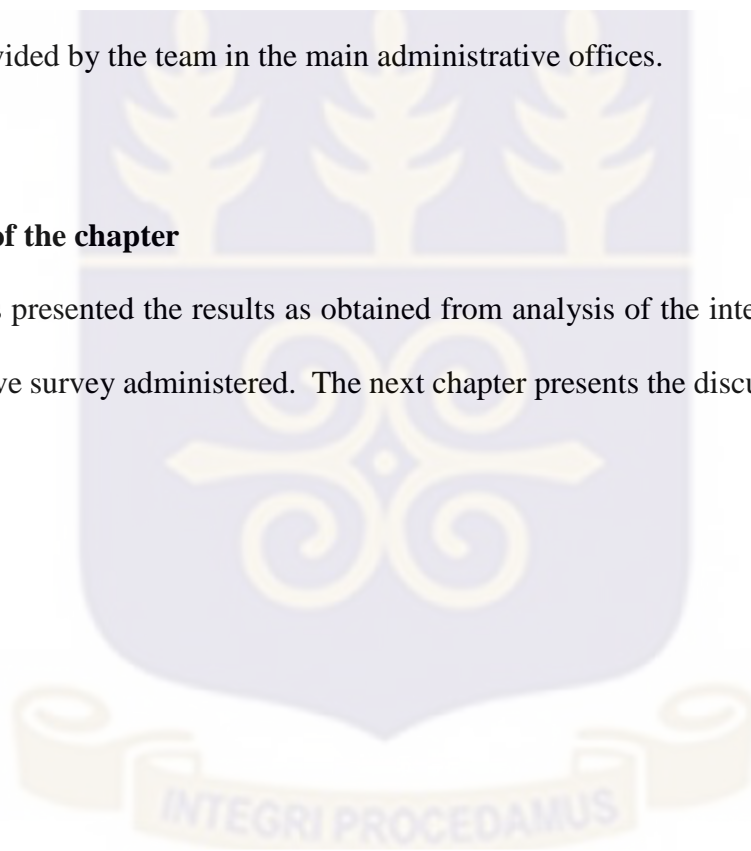 vided by the team in the main administrative offices.
of the chapter
s presented the results as obtained from analysis of the inte
ve survey administered. The next chapter presents the discu
INTEGRI PROCEDAMUS